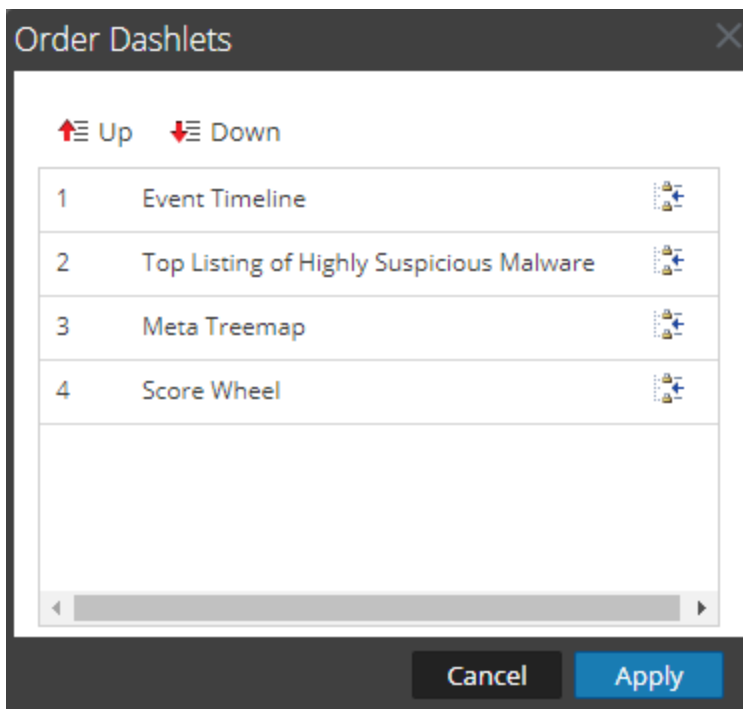 Order Dashlets
Up Down
1 Event Timeline
2 Top Listing of Highly Suspicious Malware
3 Meta Treemap
4 Score Wheel
Cancel Apply